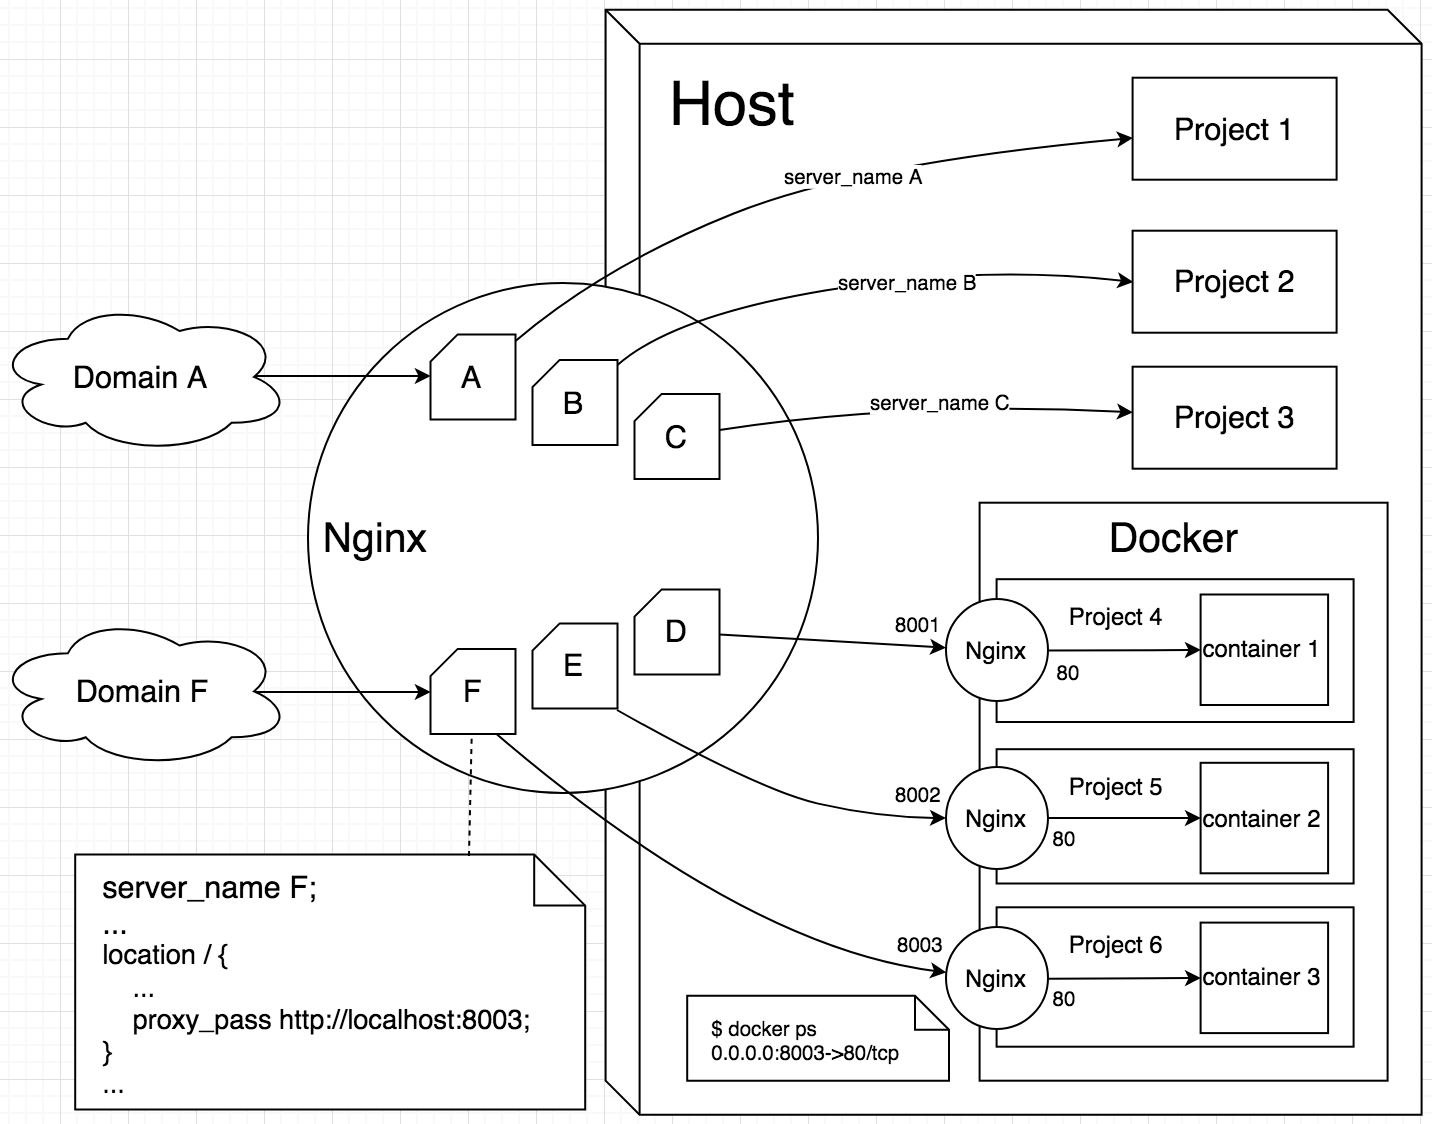 Host
Project 1
server_name A
Project 2
server_name B
Domain A
A
B
C
server_name C
Project 3
Nginx
Docker
D
8001
Nginx
Project 4
80
container 1
Domain F
F
E
8002
Nginx
Project 5
80
container 2
8003
Nginx
Project 6
80
container 3
server_name F;
...
location / {
...
proxy_pass http://localhost:8003;
}
...
$ docker ps
0.0.0.0:8003->80/tcp